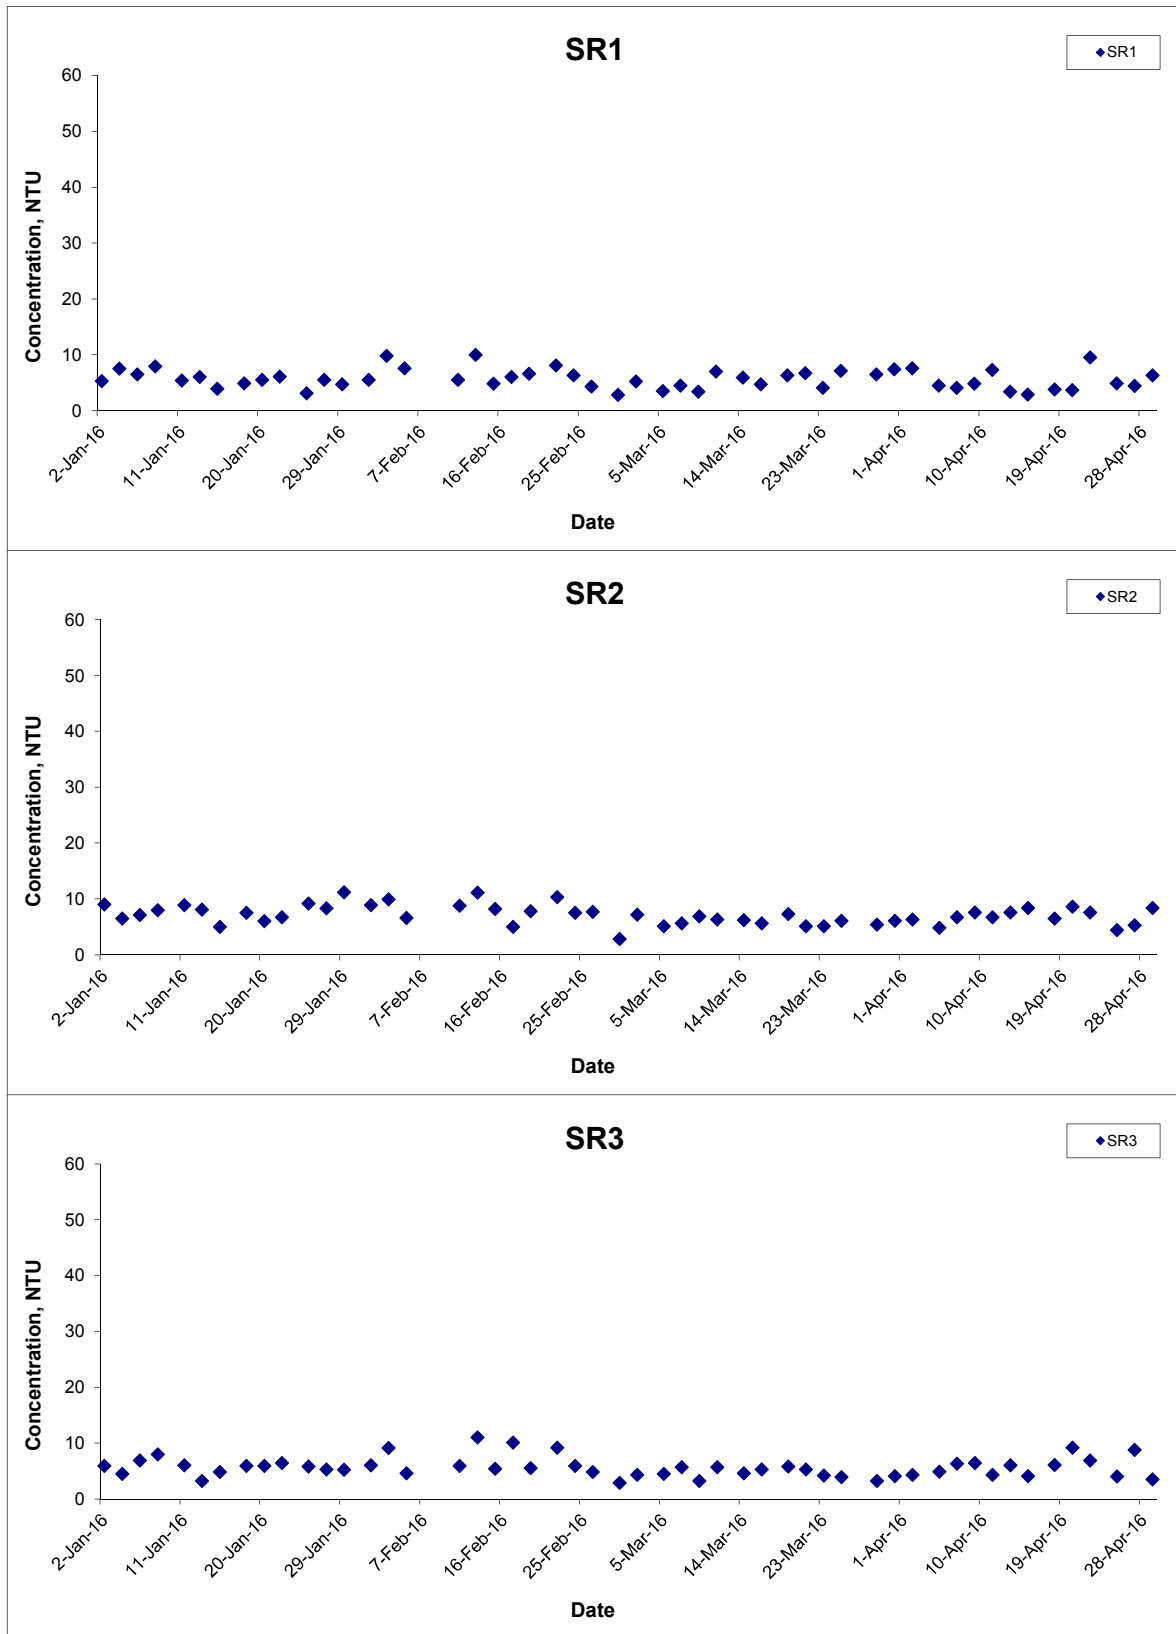 SR1
SR1
60
50
40
30
20
10
0
Concentration, NTU
2-Jan-16
11-Jan-16
20-Jan-16
29-Jan-16
7-Feb-16
16-Feb-16
25-Feb-16
5-Mar-16
14-Mar-16
23-Mar-16
1-Apr-16
10-Apr-16
19-Apr-16
28-Apr-16
Date
SR2
SR2
60
50
40
30
20
10
0
Concentration, NTU
2-Jan-16
11-Jan-16
20-Jan-16
29-Jan-16
7-Feb-16
16-Feb-16
25-Feb-16
5-Mar-16
14-Mar-16
23-Mar-16
1-Apr-16
10-Apr-16
19-Apr-16
28-Apr-16
Date
SR3
SR3
60
50
40
30
20
10
0
Concentration, NTU
2-Jan-16
11-Jan-16
20-Jan-16
29-Jan-16
7-Feb-16
16-Feb-16
25-Feb-16
5-Mar-16
14-Mar-16
23-Mar-16
1-Apr-16
10-Apr-16
19-Apr-16
28-Apr-16
Date